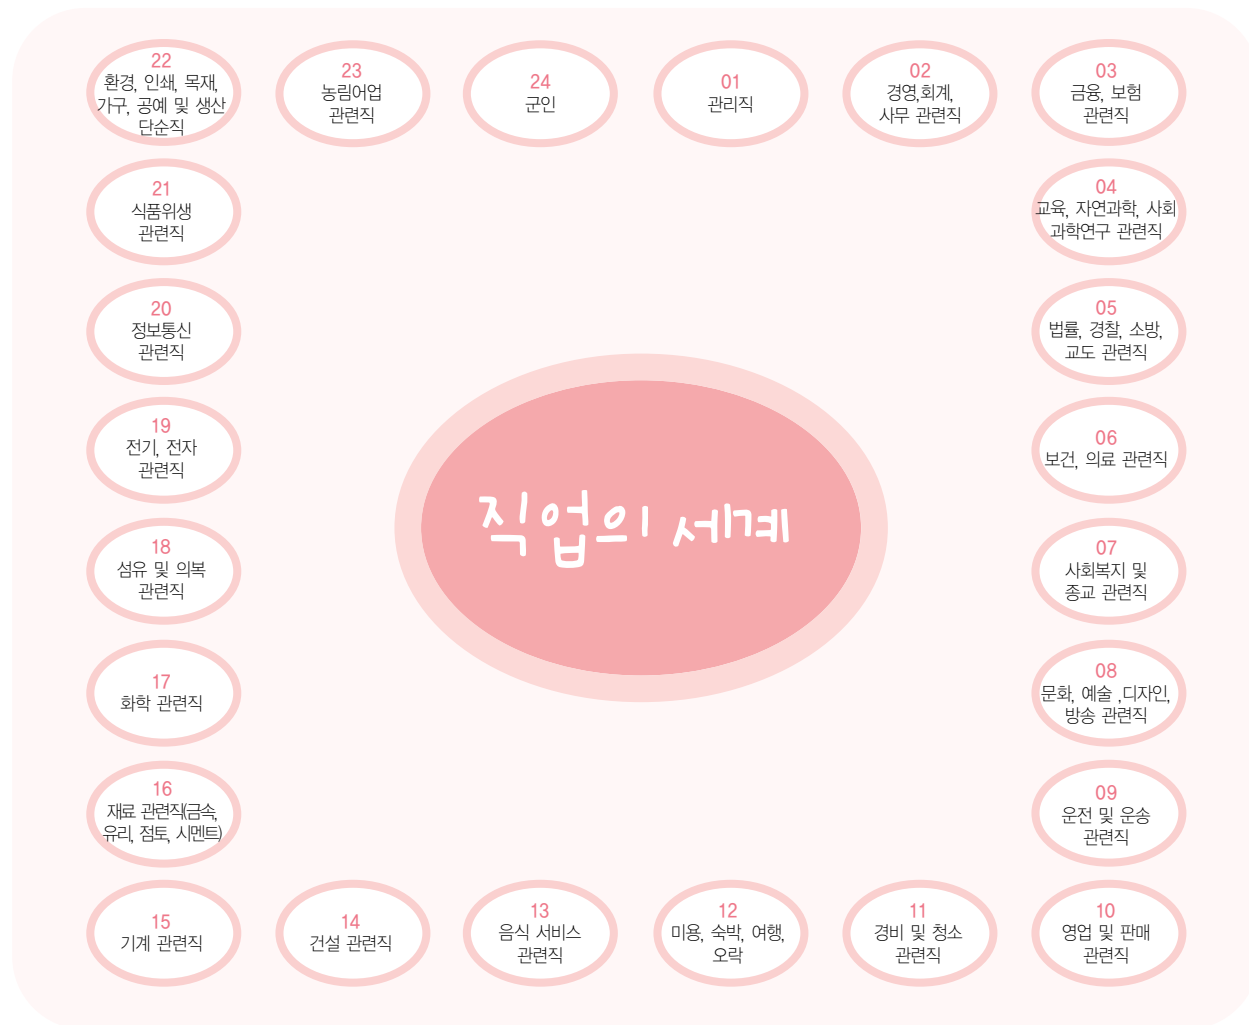 22
환경, 인쇄, 목재,
가구, 공예 및 생산
단순직
23
농림어업
관련직
24
군인
01
관리직
02
경영,회계,
사무 관련직
03
금융, 보험
관련직
21
식품위생
관련직
04
교육, 자연과학, 사회
과학연구 관련직
20
정보통신
관련직
05
법률, 경찰, 소방,
교도 관련직
19
전기, 전자
관련직
06
보건, 의료 관련직
직업의 세계
18
섬유 및 의복
관련직
07
사회복지 및
종교 관련직
17
화학 관련직
08
문화, 예술 ,디자인,
방송 관련직
16
재료 관련직(금속,
유리, 점토, 시멘트)
09
운전 및 운송
관련직
15
기계 관련직
14
건설 관련직
13
음식 서비스
관련직
12
미용, 숙박, 여행,
오락
11
경비 및 청소
관련직
10
영업 및 판매
관련직